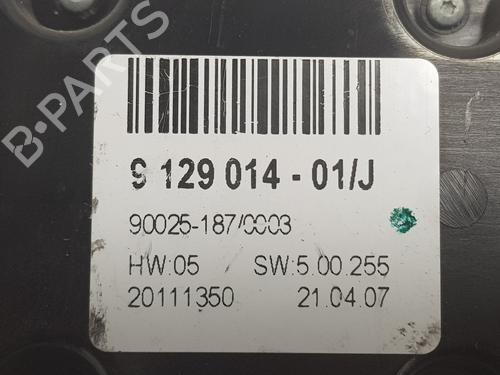 B-PARTS
9 129 014 - 01/J
90025-187/0003
HW:05 SW:5.00.255
20111350 21.04.07